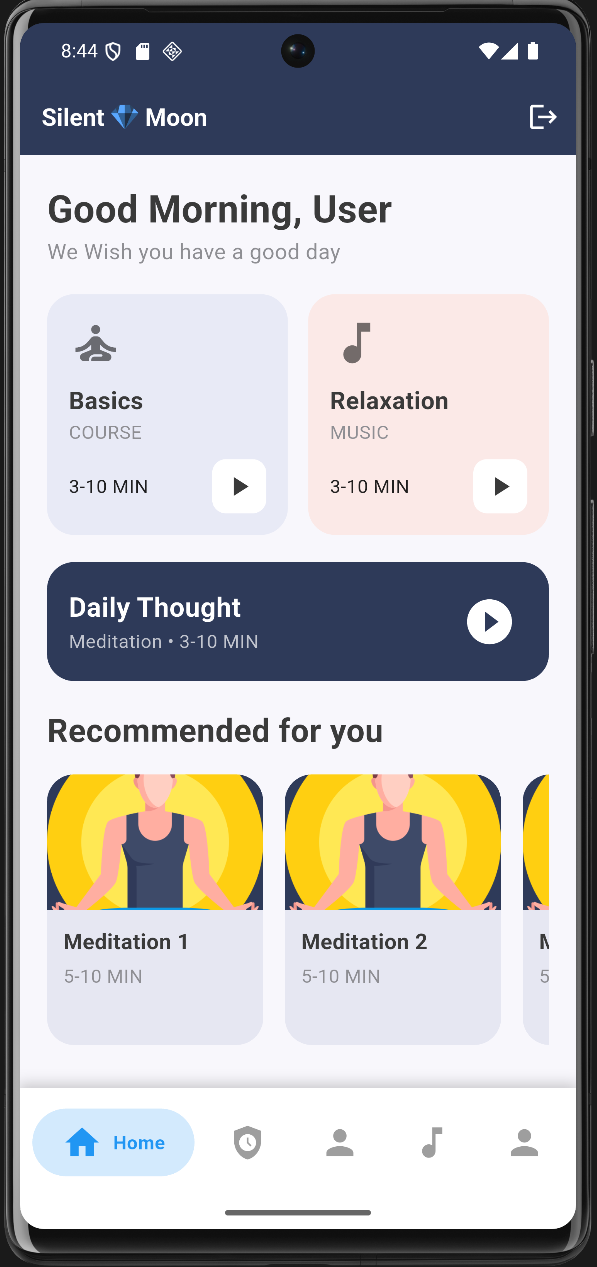 8:44
Silent 💎 Moon
Good Morning, User
We Wish you have a good day
Basics
COURSE
3-10 MIN
Relaxation
MUSIC
3-10 MIN
Daily Thought
Meditation • 3-10 MIN
Recommended for you
Meditation 1
5-10 MIN
Meditation 2
5-10 MIN
M
5
Home